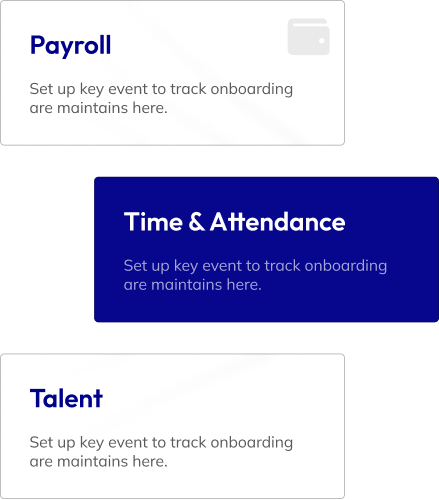 Payroll
Set up key event to track onboarding
are maintains here.
Time & Attendance
Set up key event to track onboarding
are maintains here.
Talent
Set up key event to track onboarding
are maintains here.